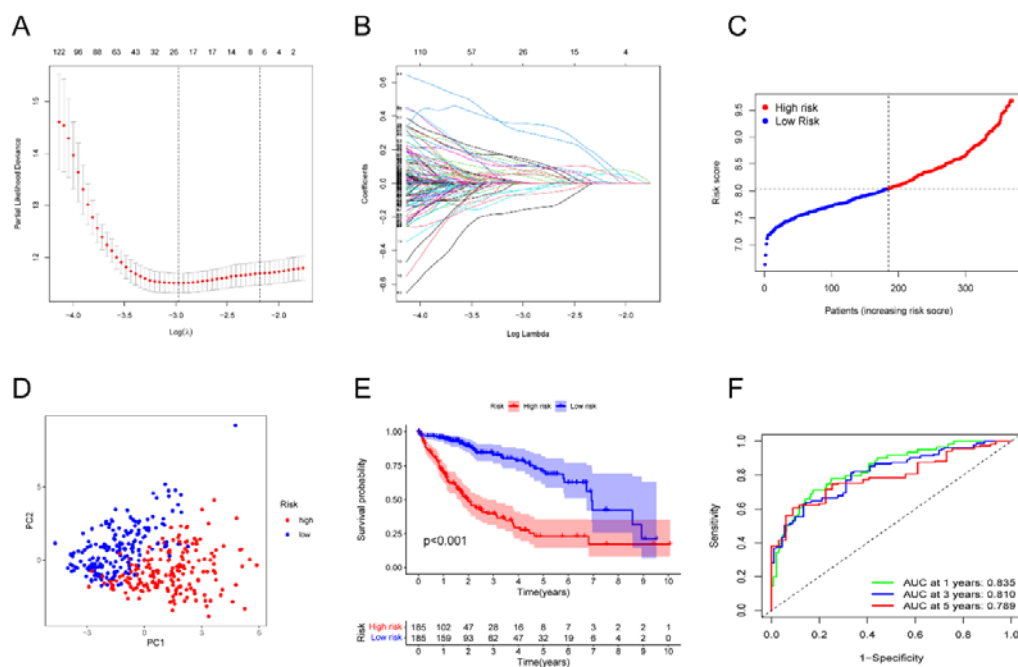 A
122 98 88 63 43 32 26 17 17 14 8 6 4 2
Partial Likelihood Deviance
15
14
13
12
−4.0 −3.5 −3.0 −2.5 −2.0
Log(λ)
B
110 57 26 15 4
Coefficients
0.6
0.4
0.2
0.0
−0.2
−0.4
−0.6
−4.0 −3.5 −3.0 −2.5 −2.0
Log Lambda
C
High risk
Low Risk
Risk score
9.5
9.0
8.5
8.0
7.5
7.0
0 100 200 300
Patients (increasing risk socre)
D
PC2
5
0
−3 0 3 6
PC1
Risk
high
low
E
Risk High risk Low risk
Survival probability
1.00
0.75
0.50
0.25
0.00
p<0.001
0 1 2 3 4 5 6 7 8 9 10
Time(years)
Risk
High risk 185 102 47 28 16 8 7 3 2 2 1
Low risk 185 159 93 62 47 32 19 6 4 2 0
0 1 2 3 4 5 6 7 8 9 10
Time(years)
F
Sensitivity
1.0
0.8
0.6
0.4
0.2
0.0
AUC at 1 years: 0.835
AUC at 3 years: 0.810
AUC at 5 years: 0.789
0.0 0.2 0.4 0.6 0.8 1.0
1-Specificity